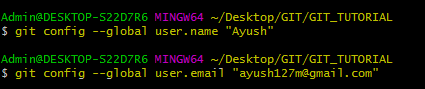 Admin@DESKTOP-S22D7R6 MINGW64 ~/Desktop/GIT/GIT_TUTORIAL
$ git config --global user.name "Ayush"
Admin@DESKTOP-S22D7R6 MINGW64 ~/Desktop/GIT/GIT_TUTORIAL
$ git config --global user.email "ayush127m@gmail.com"